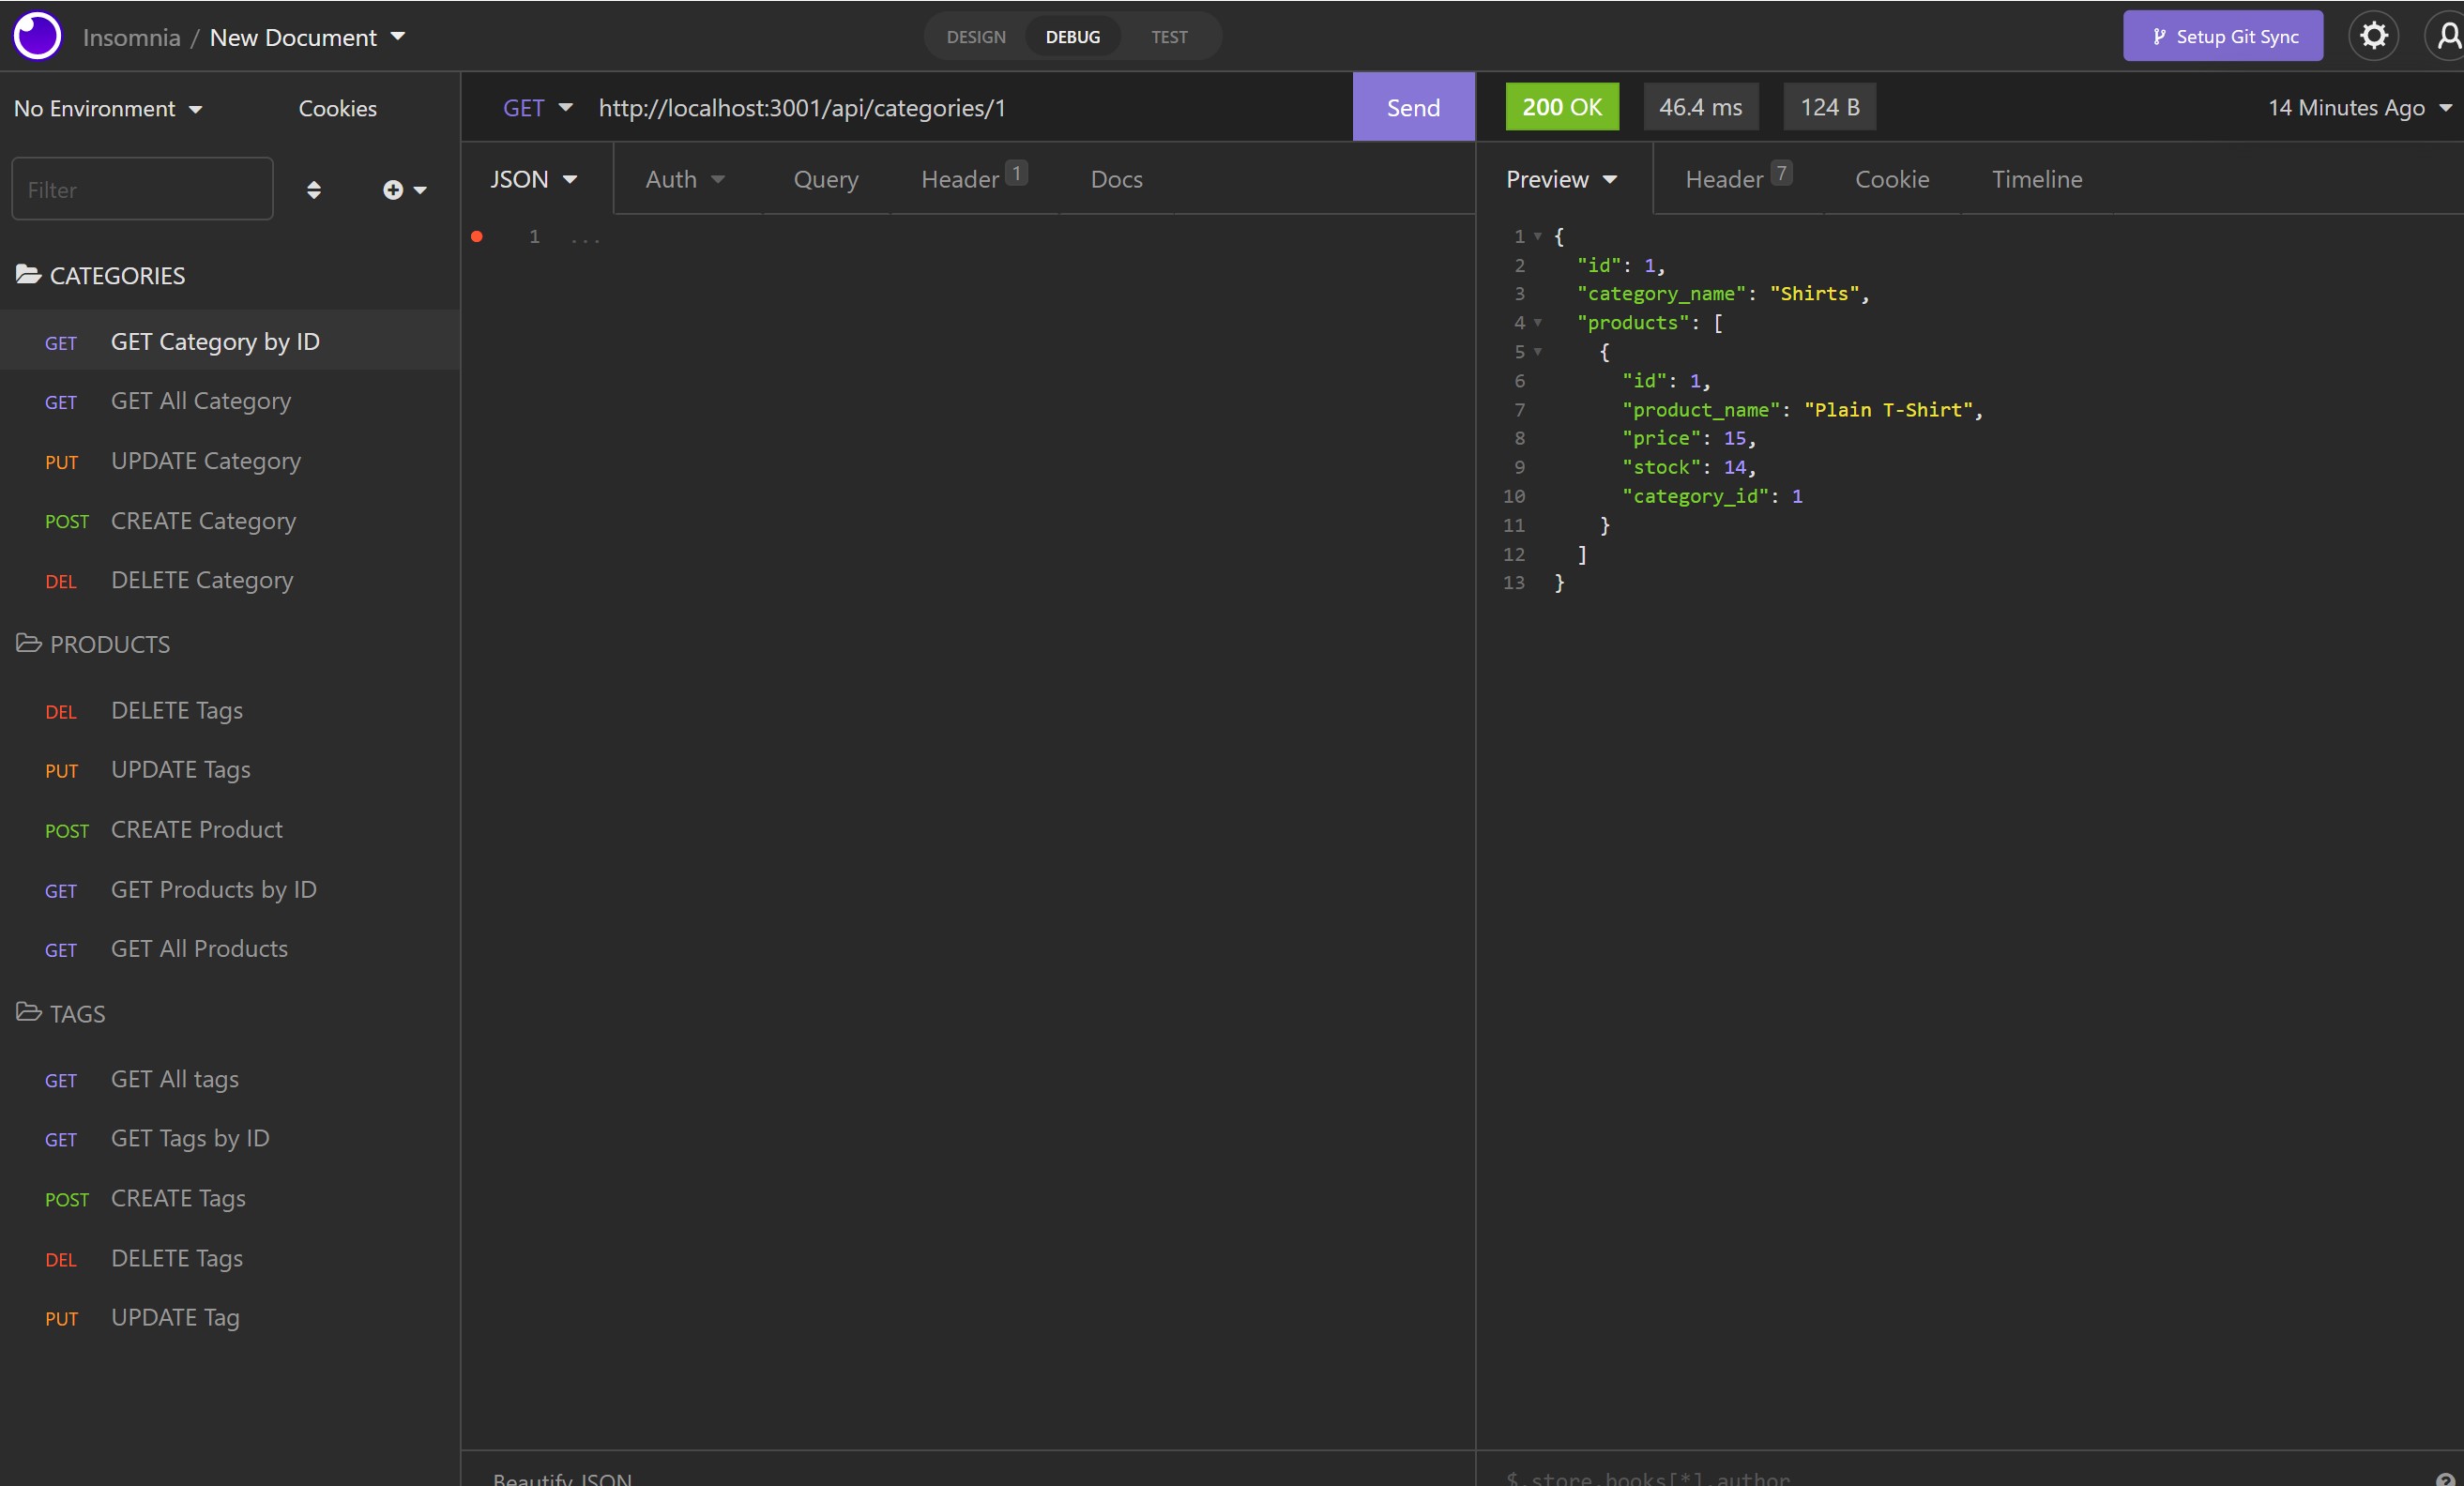 Insomnia / New Document
DESIGN DEBUG TEST
Setup Git Sync
No Environment Cookies
Filter
CATEGORIES
GET GET Category by ID
GET GET All Category
PUT UPDATE Category
POST CREATE Category
DEL DELETE Category
PRODUCTS
DEL DELETE Tags
PUT UPDATE Tags
POST CREATE Product
GET GET Products by ID
GET GET All Products
TAGS
GET GET All tags
GET GET Tags by ID
POST CREATE Tags
DEL DELETE Tags
PUT UPDATE Tag
GET http://localhost:3001/api/categories/1 Send
JSON Auth Query Header 1 Docs
1 ...
Beautify JSON
200 OK 46.4 ms 124 B 14 Minutes Ago
Preview Header 7 Cookie Timeline
1 {
2 "id": 1,
3 "category_name": "Shirts",
4 "products": [
5 {
6 "id": 1,
7 "product_name": "Plain T-Shirt",
8 "price": 15,
9 "stock": 14,
10 "category_id": 1
11 }
12 ]
13 }
$.store.books[*].author